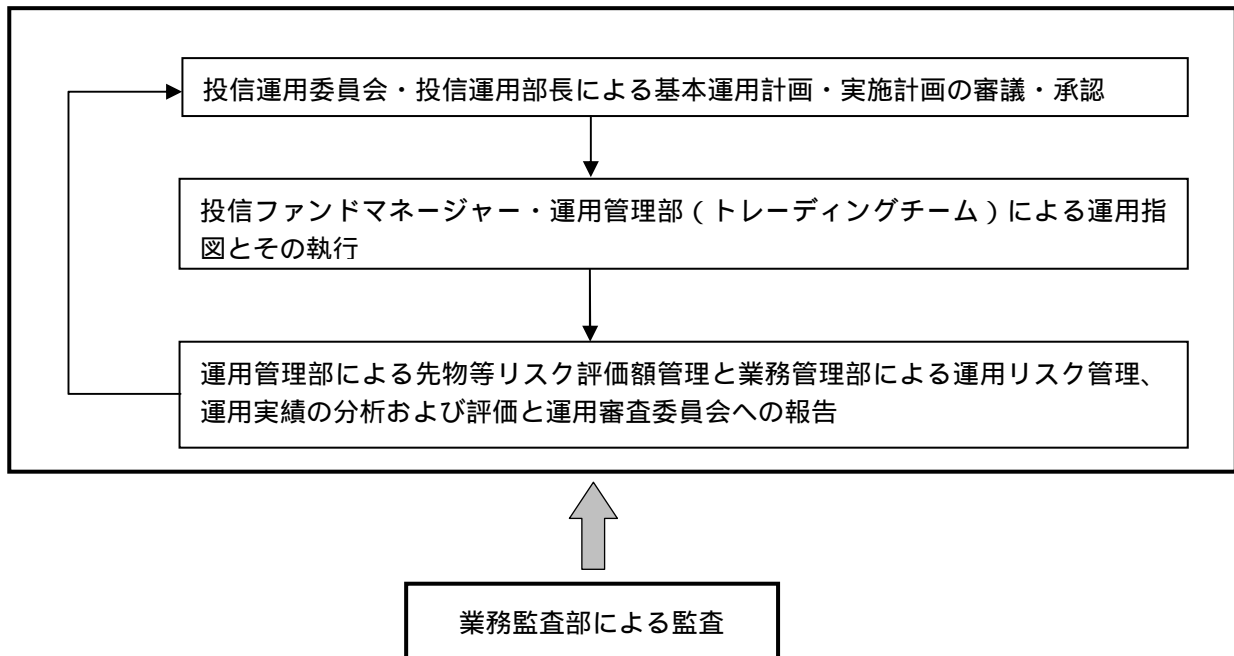 投信運用委員会・投信運用部長による基本運用計画・実施計画の審議・承認
投信ファンドマネージャー・運用管理部（トレーディングチーム）による運用指
図とその執行
運用管理部による先物等リスク評価額管理と業務管理部による運用リスク管理、
運用実績の分析および評価と運用審査委員会への報告
業務監査部による監査